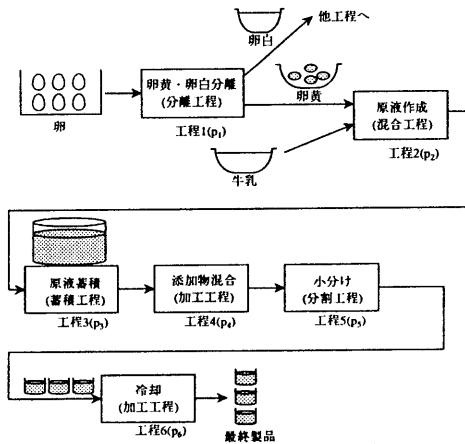 卵白
他工程へ
卵
卵黄・卵白分離
(分離工程)
工程1(p₁)
卵黄
牛乳
原液作成
(混合工程)
工程2(p₂)
原液蓄積
(蓄積工程)
工程3(p₃)
添加物混合
(加工工程)
工程4(p₄)
小分け
(分割工程)
工程5(p₅)
冷却
(加工工程)
工程6(p₆)
最終製品